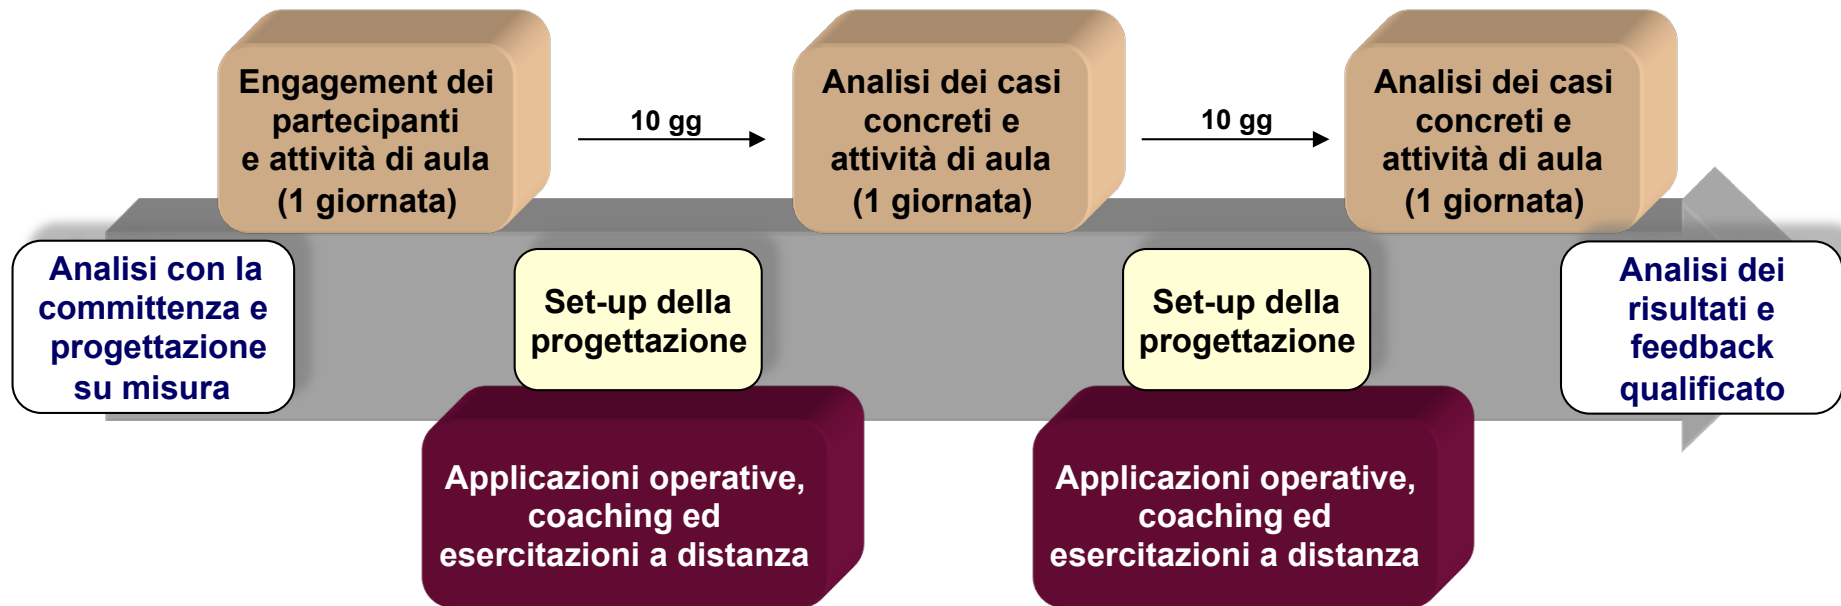 Engagement dei
partecipanti
e attività di aula
(1 giornata)
10 gg
Analisi dei casi
concreti e
attività di aula
(1 giornata)
10 gg
Analisi dei casi
concreti e
attività di aula
(1 giornata)
Analisi con la
committenza e
progettazione
su misura
Set-up della
progettazione
Set-up della
progettazione
Analisi dei
risultati e
feedback
qualificato
Applicazioni operative,
coaching ed
esercitazioni a distanza
Applicazioni operative,
coaching ed
esercitazioni a distanza